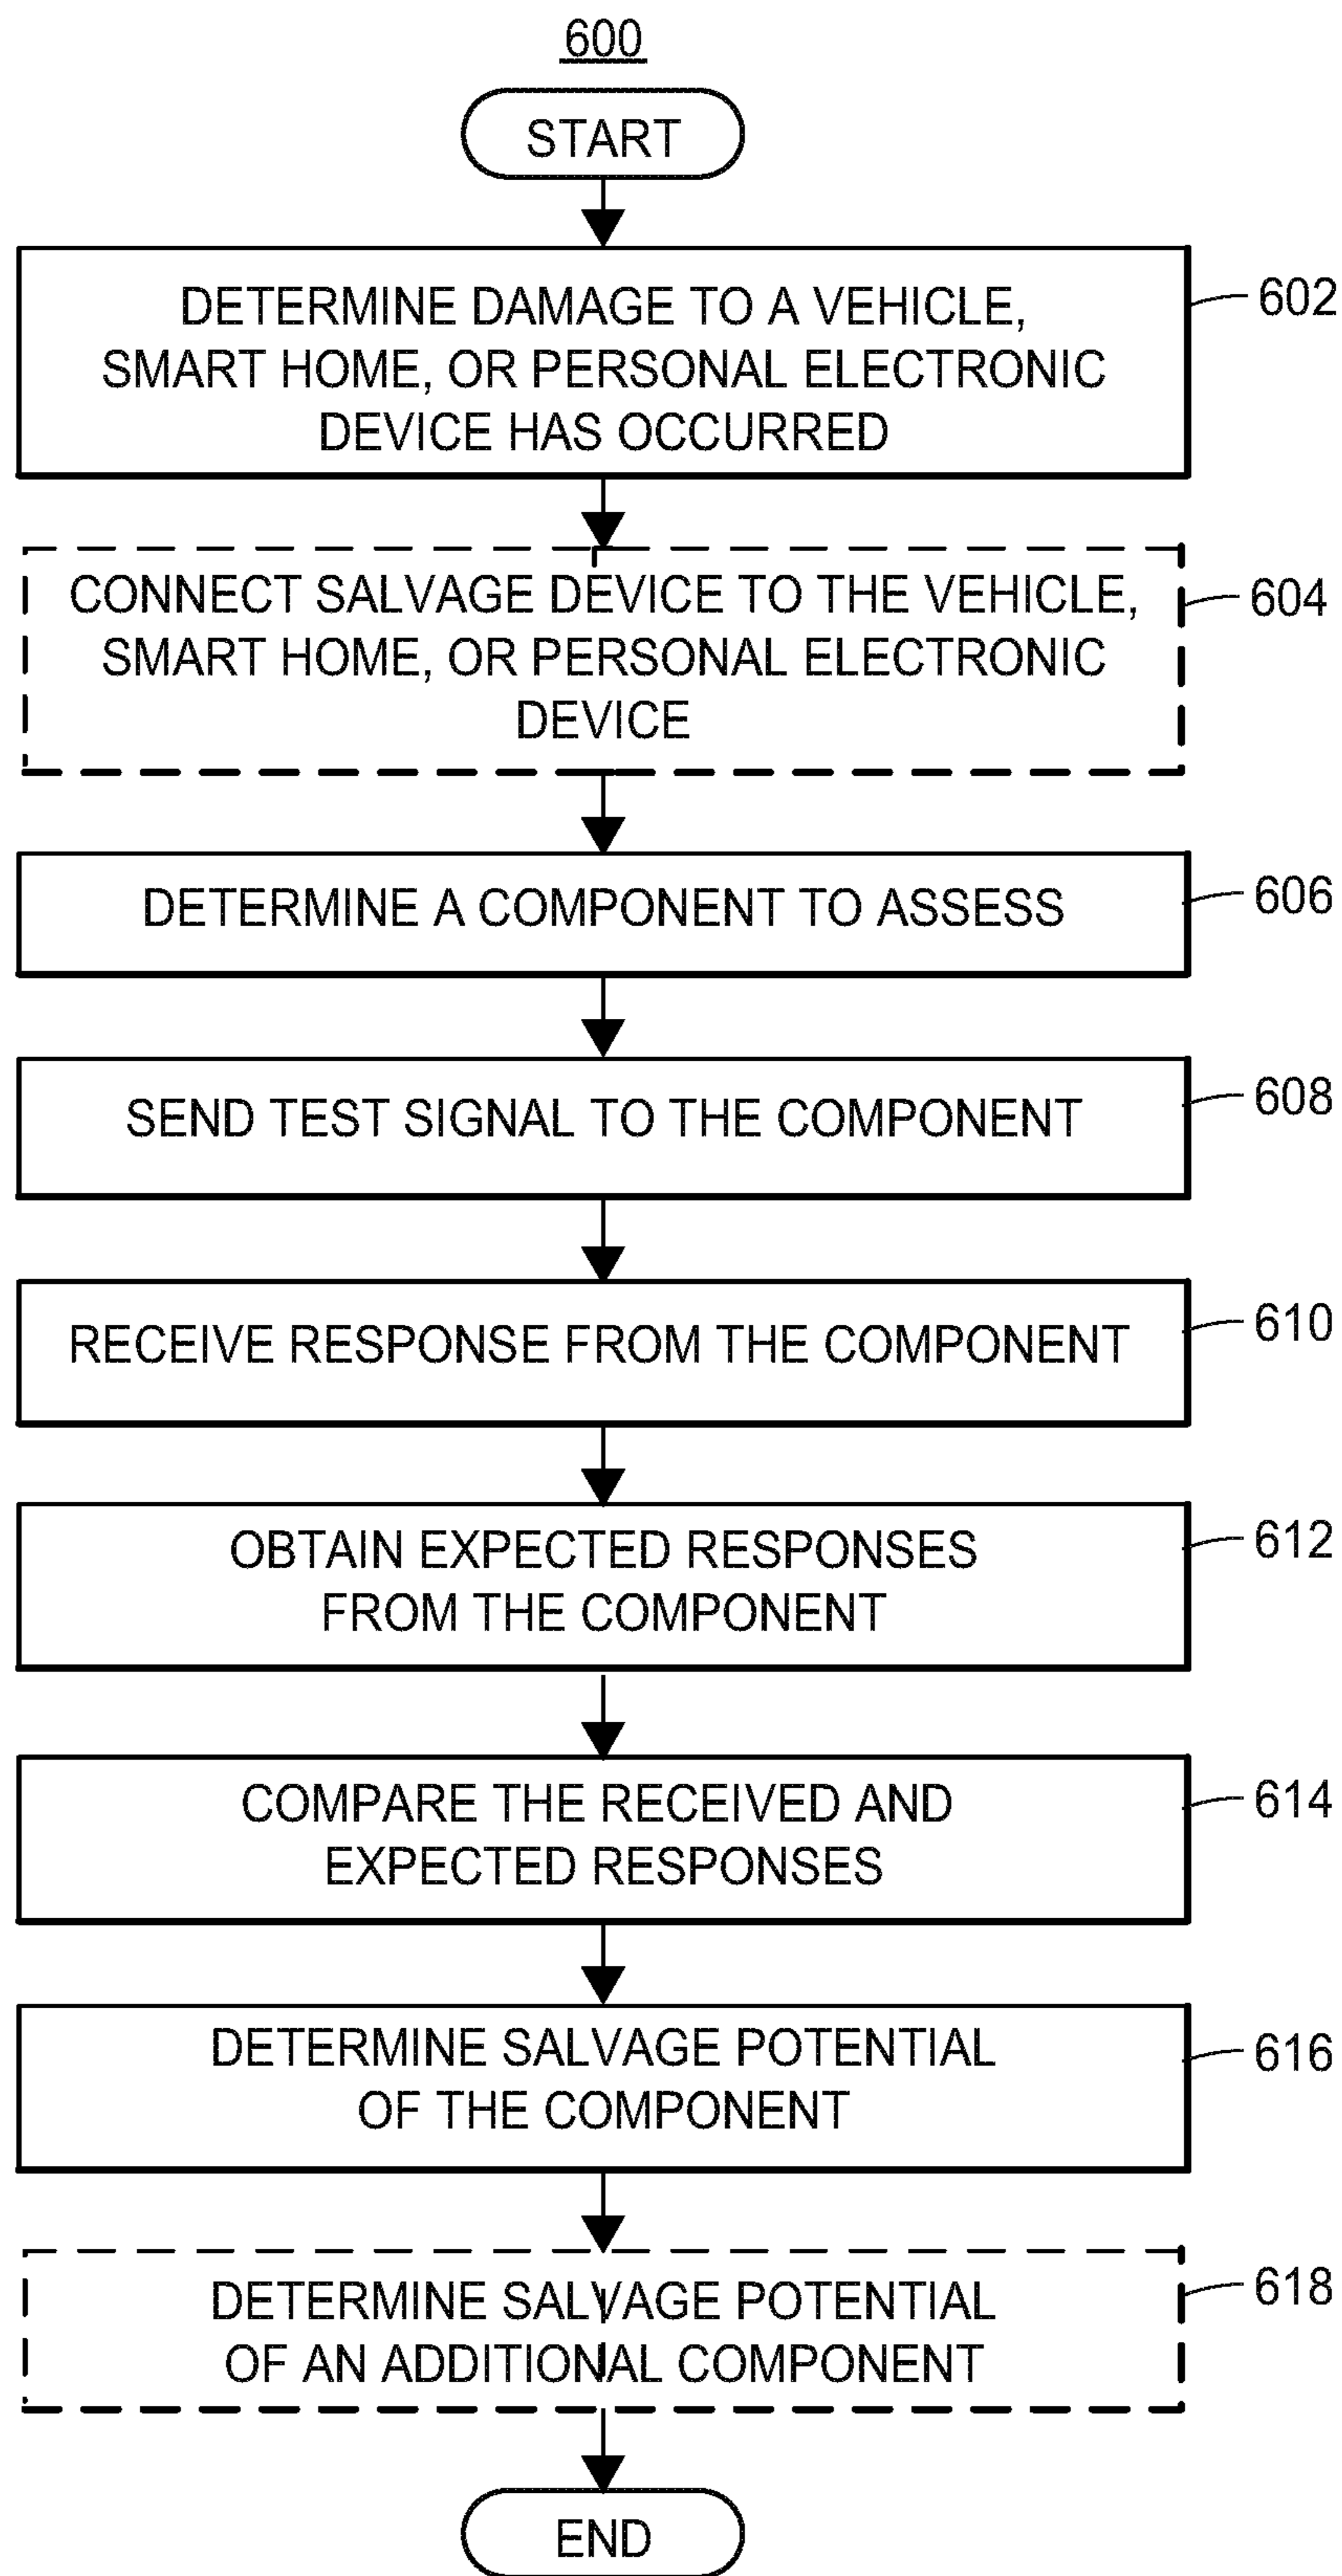 600
START
DETERMINE DAMAGE TO A VEHICLE,
SMART HOME, OR PERSONAL ELECTRONIC
DEVICE HAS OCCURRED
602
CONNECT SALVAGE DEVICE TO THE VEHICLE,
SMART HOME, OR PERSONAL ELECTRONIC
DEVICE
604
DETERMINE A COMPONENT TO ASSESS
606
SEND TEST SIGNAL TO THE COMPONENT
608
RECEIVE RESPONSE FROM THE COMPONENT
610
OBTAIN EXPECTED RESPONSES
FROM THE COMPONENT
612
COMPARE THE RECEIVED AND
EXPECTED RESPONSES
614
DETERMINE SALVAGE POTENTIAL
OF THE COMPONENT
616
DETERMINE SALVAGE POTENTIAL
OF AN ADDITIONAL COMPONENT
618
END